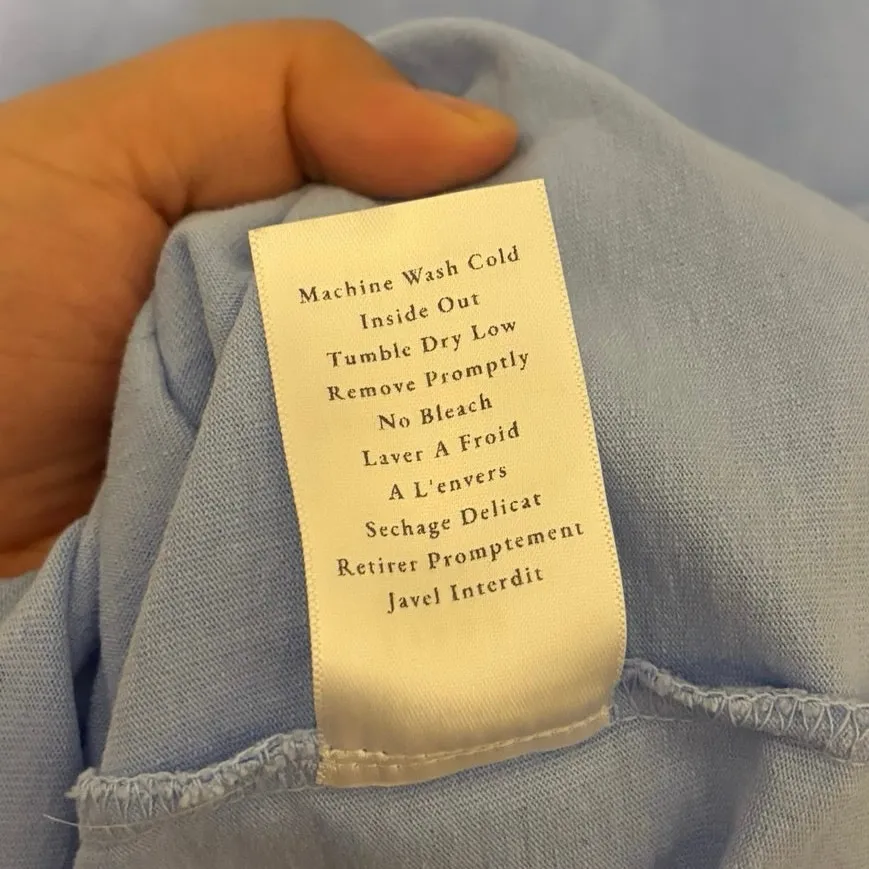 Machine Wash Cold
Inside Out
Tumble Dry Low
Remove Promptly
No Bleach
Laver A Froid
A L'envers
Sechage Delicat
Retirer Promptement
Javel Interdit